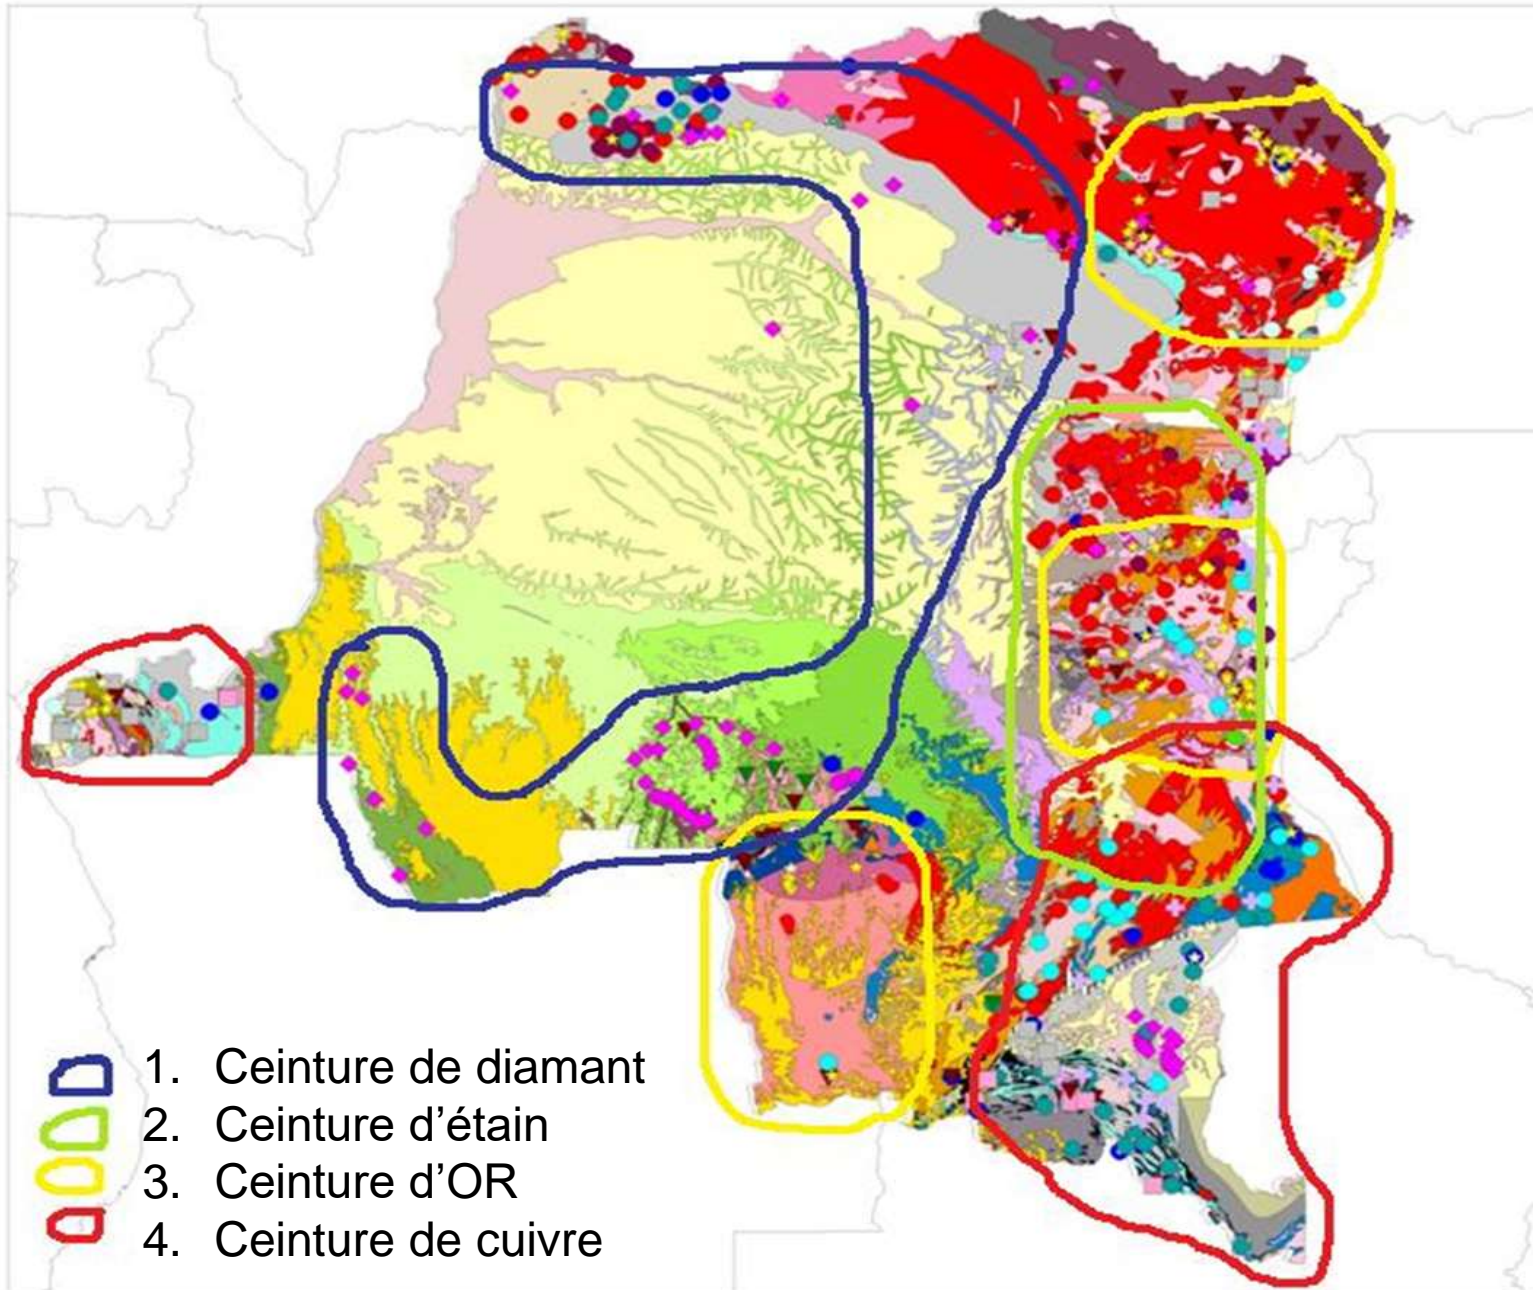 1. Ceinture de diamant
2. Ceinture d’étain
3. Ceinture d’OR
4. Ceinture de cuivre